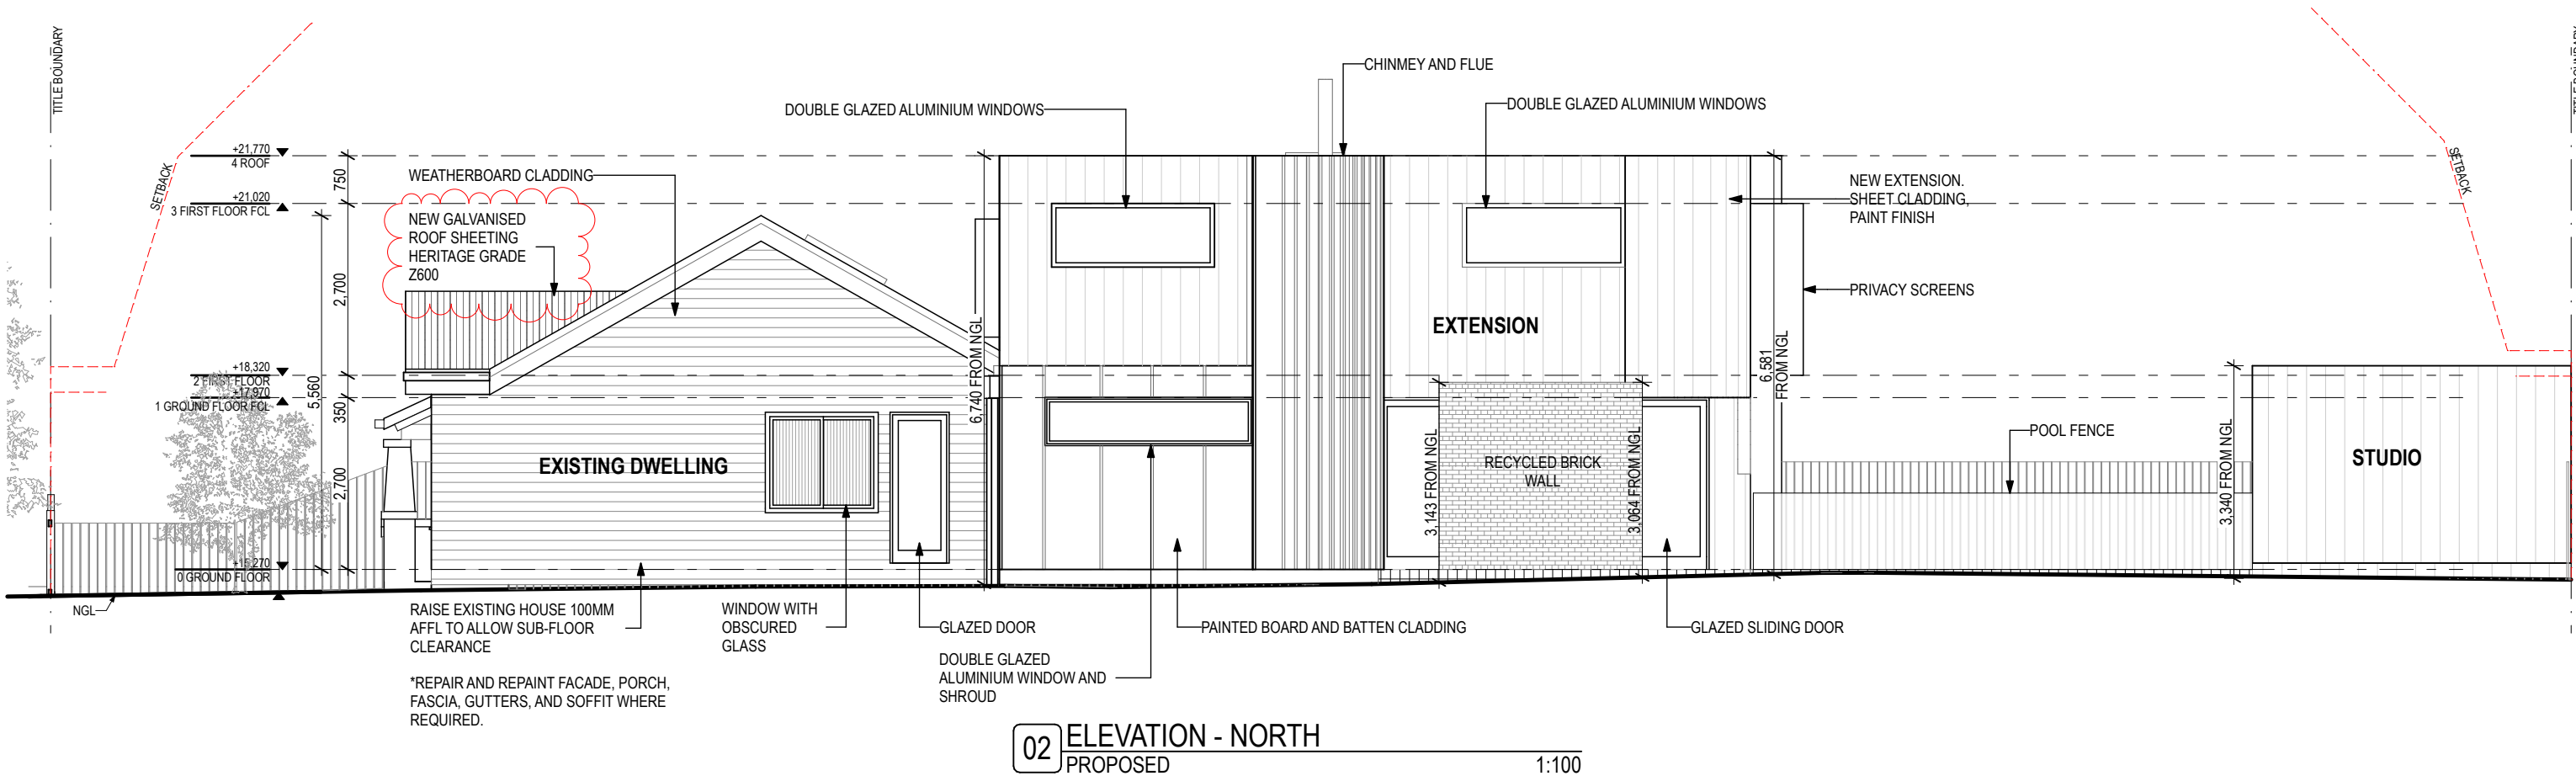 TITLE BOUNDARY
SETBACK
+21,770
4 ROOF
+21,020
3 FIRST FLOOR FCL
+18,320
2 FIRST FLOOR
+17,970
1 GROUND FLOOR FCL
+15,270
0 GROUND FLOOR
NGL
750
2,700
350
2,700
5,560
WEATHERBOARD CLADDING
NEW GALVANISED
ROOF SHEETING
HERITAGE GRADE
Z600
EXISTING DWELLING
RAISE EXISTING HOUSE 100MM
AFFL TO ALLOW SUB-FLOOR
CLEARANCE
*REPAIR AND REPAINT FACADE, PORCH,
FASCIA, GUTTERS, AND SOFFIT WHERE
REQUIRED.
WINDOW WITH
OBSCURED
GLASS
GLAZED DOOR
DOUBLE GLAZED
ALUMINIUM WINDOW AND
SHROUD
DOUBLE GLAZED ALUMINIUM WINDOWS
6,740 FROM NGL
CHINMEY AND FLUE
DOUBLE GLAZED ALUMINIUM WINDOWS
NEW EXTENSION.
SHEET CLADDING,
PAINT FINISH
PRIVACY SCREENS
EXTENSION
6,581
FROM NGL
3,143 FROM NGL
RECYCLED BRICK
WALL
3,064 FROM NGL
PAINTED BOARD AND BATTEN CLADDING
GLAZED SLIDING DOOR
POOL FENCE
3,340 FROM NGL
STUDIO
SETBACK
TITLE BOUNDARY
02
ELEVATION - NORTH
PROPOSED
1:100